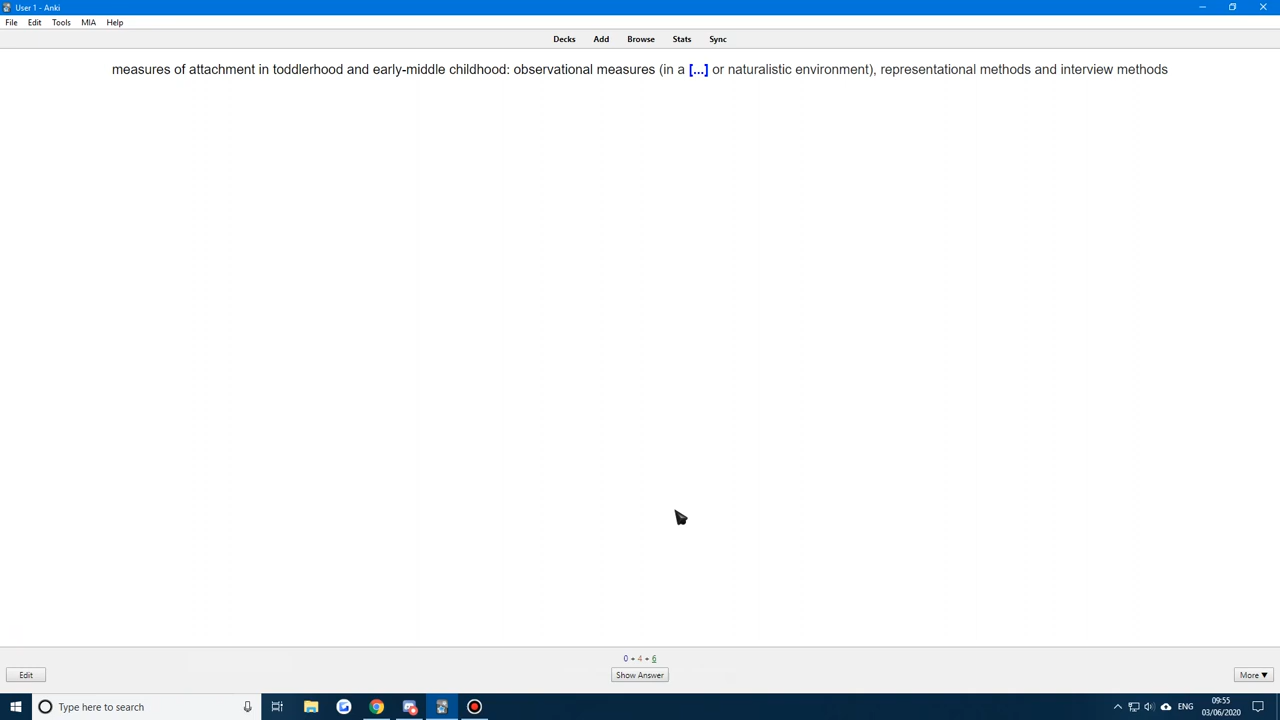 User 1 - Anki
File Edit Tools MIA Help
Decks Add Browse Stats Sync
measures of attachment in toddlerhood and early-middle childhood: observational measures (in a [...] or naturalistic environment), representational methods and interview methods
0 + 4 + 6
Edit Show Answer More ▼
Type here to search
ENG
09:55
03/06/2020